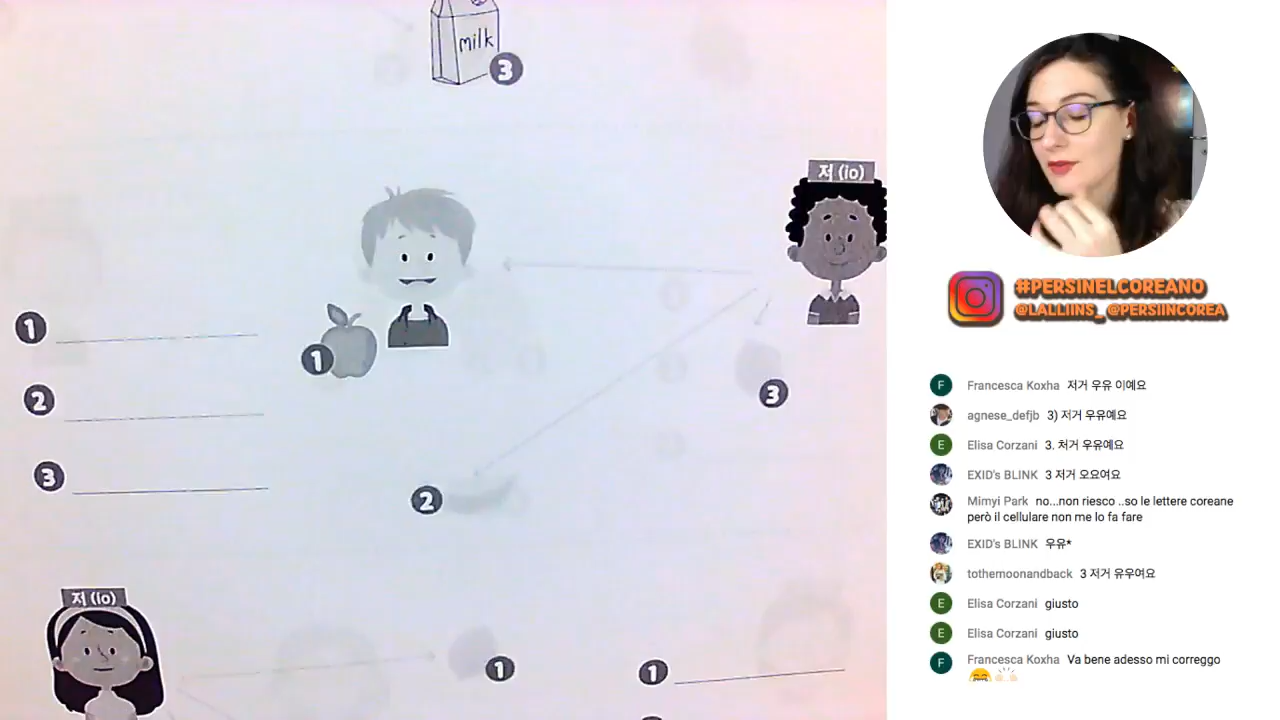 milk
3
저 (io)
1
2
3
1
3
2
저 (io)
1
1
#PERSINELCOREANO
@LALLIINS_ @PERSIINCOREA
F Francesca Koxha 저거 우유 이예요
agnese_defjb 3) 저거 우유예요
E Elisa Corzani 3. 처거 우유예요
EXID's BLINK 3 저거 오요여요
Mimyi Park no...non riesco ..so le lettere coreane
però il cellulare non me lo fa fare
EXID's BLINK 우유*
tothemoonandback 3 저거 유우여요
E Elisa Corzani giusto
E Elisa Corzani giusto
F Francesca Koxha Va bene adesso mi correggo